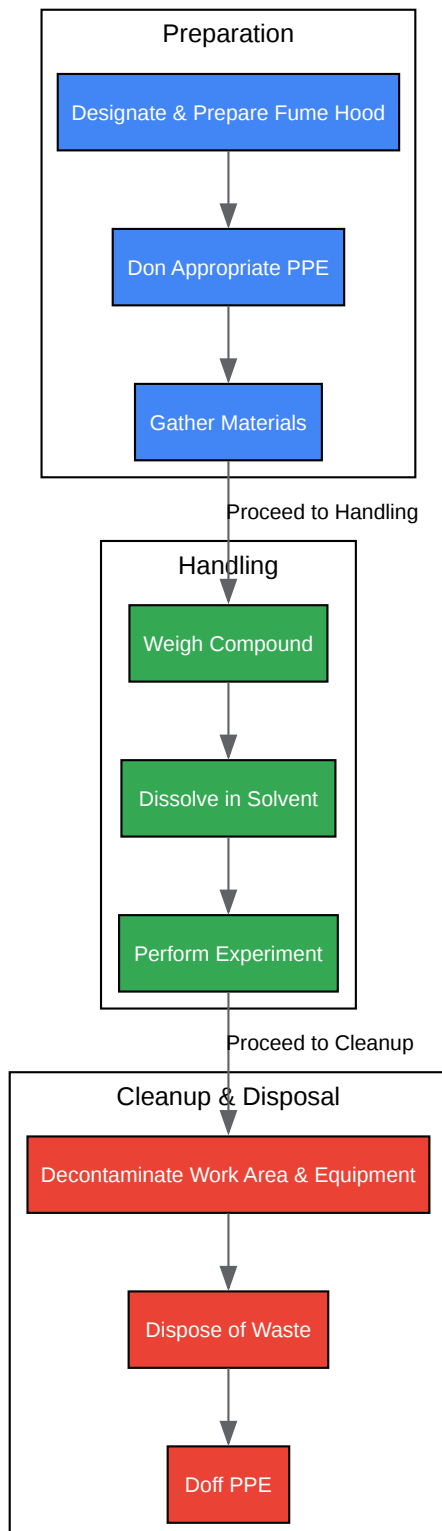 Preparation
Designate & Prepare Fume Hood
Don Appropriate PPE
Gather Materials
Proceed to Handling
Handling
Weigh Compound
Dissolve in Solvent
Perform Experiment
Proceed to Cleanup
Cleanup & Disposal
Decontaminate Work Area & Equipment
Dispose of Waste
Doff PPE